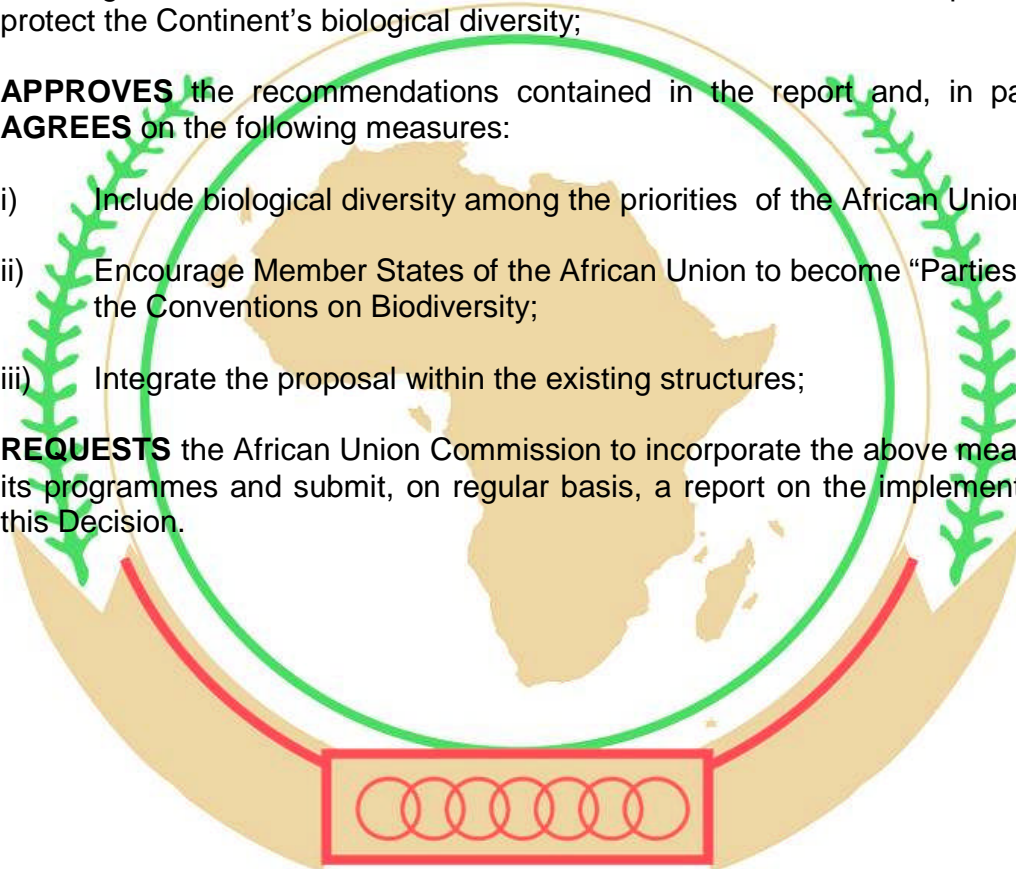 protect the Continent’s biological diversity;
APPROVES the recommendations contained in the report and, in pa
AGREES on the following measures:
i) Include biological diversity among the priorities of the African Union
ii) Encourage Member States of the African Union to become “Parties
the Conventions on Biodiversity;
iii) Integrate the proposal within the existing structures;
REQUESTS the African Union Commission to incorporate the above mea
its programmes and submit, on regular basis, a report on the implement
this Decision.